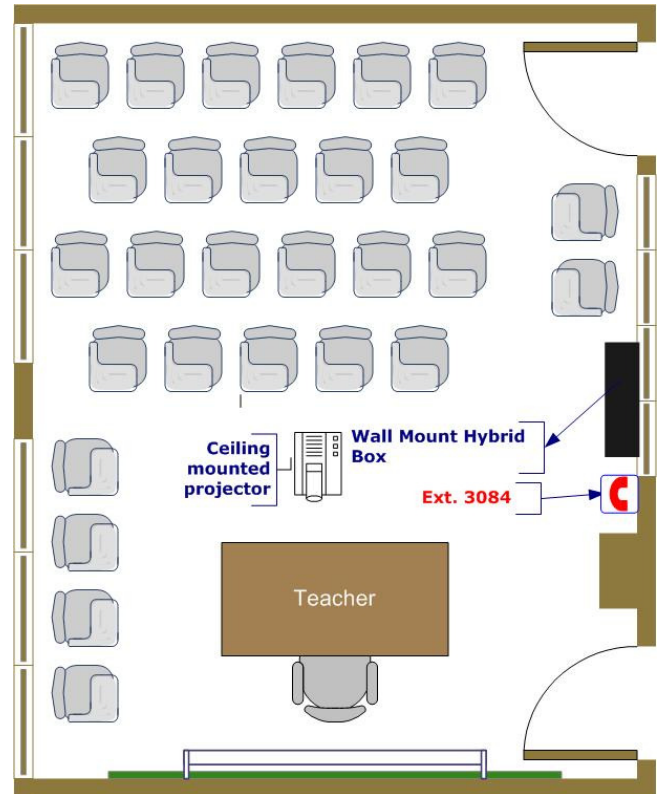 Ceiling
mounted
projector
Wall Mount Hybrid
Box
Ext. 3084
Teacher